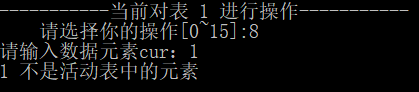 -----------当前对表 1 进行操作-----------
请选择你的操作[0~15]:8
请输入数据元素cur: 1
1 不是活动表中的元素